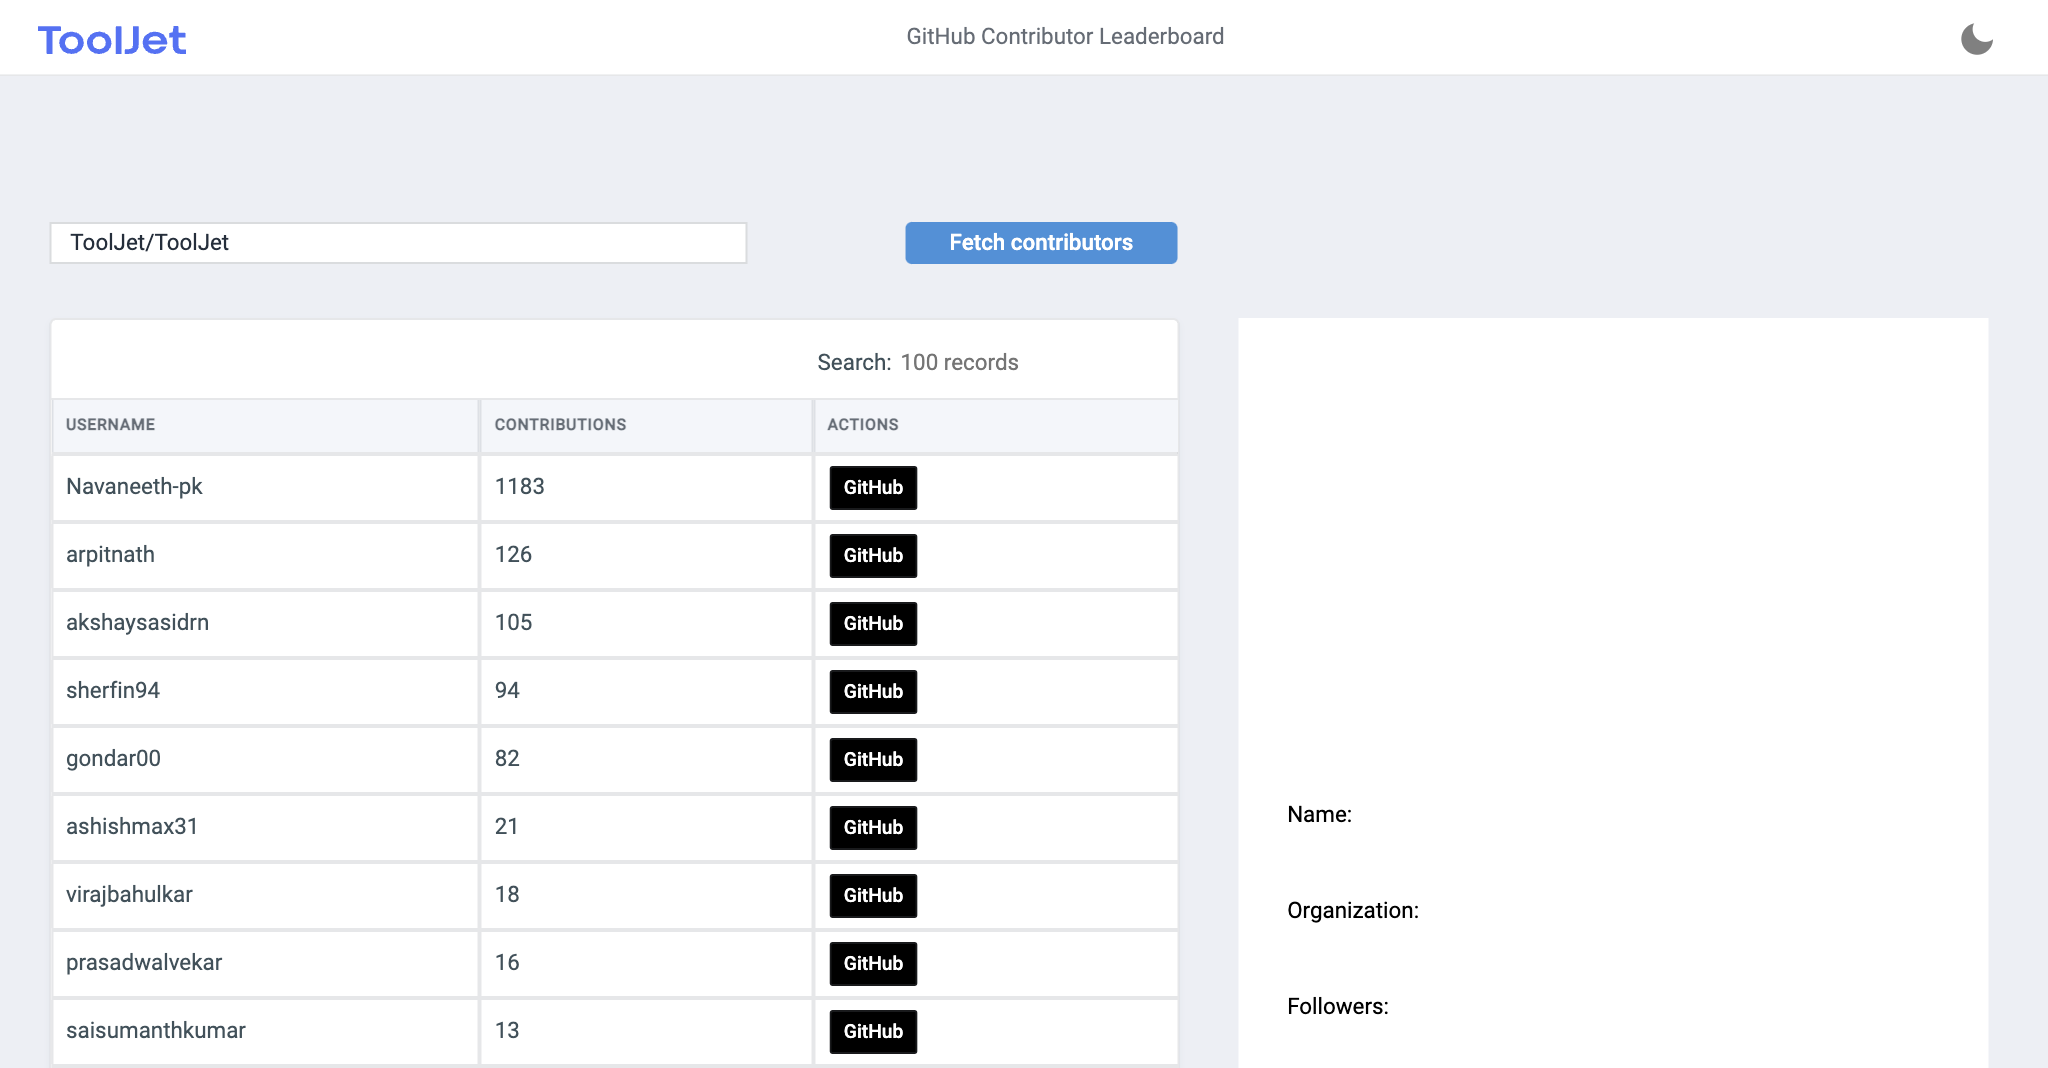 ToolJet
GitHub Contributor Leaderboard
ToolJet/ToolJet
Fetch contributors
Search: 100 records
USERNAME CONTRIBUTIONS ACTIONS
Navaneeth-pk 1183 GitHub
arpitnath 126 GitHub
akshaysasidrn 105 GitHub
sherfin94 94 GitHub
gondar00 82 GitHub
ashishmax31 21 GitHub
virajbahulkar 18 GitHub
prasadwalvekar 16 GitHub
saisumanthkumar 13 GitHub
Name:
Organization:
Followers: